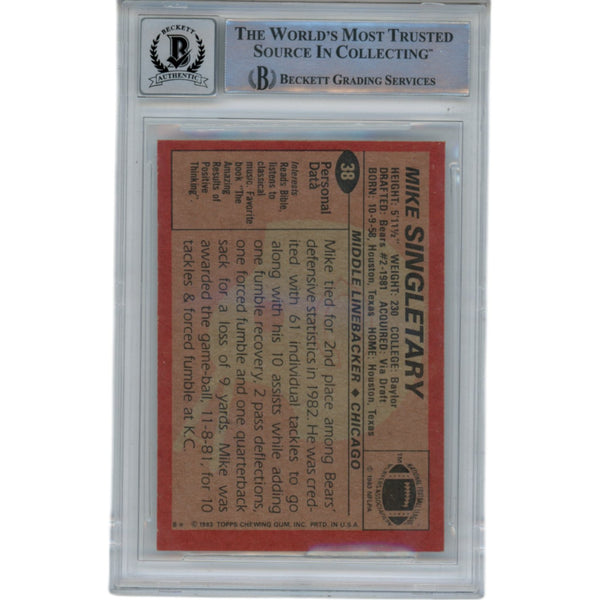 BECKETT
B
AUTHENTIC
THE WORLD'S MOST TRUSTED
SOURCE IN COLLECTING™
B BECKETT GRADING SERVICES
38
MIKE SINGLETARY
HEIGHT: 5'11½" WEIGHT: 230 COLLEGE: Baylor
DRAFTED: Bears #2-1981 ACQUIRED: Via Draft
BORN: 10-9-58, Houston, Texas HOME: Houston, Texas
MIDDLE LINEBACKER ◆ CHICAGO
TM
© 1983 NFLPA
Personal
Data
Interests
Reads Bible,
listens to
classical
music. Favorite
book "The
Amazing
Results of
Positive
Thinking"
Mike tied for 2nd place among Bears'
defensive statistics in 1982. He was cred-
ited with 61 individual tackles to go
along with his 10 assists while adding
one fumble recovery, 2 pass deflections,
one forced fumble and one quarterback
sack for a loss of 9 yards. Mike was
awarded the game-ball, 11-8-81, for 10
tackles & forced fumble at K.C.
B* © 1983 TOPPS CHEWING GUM, INC. PRTD. IN U.S.A.